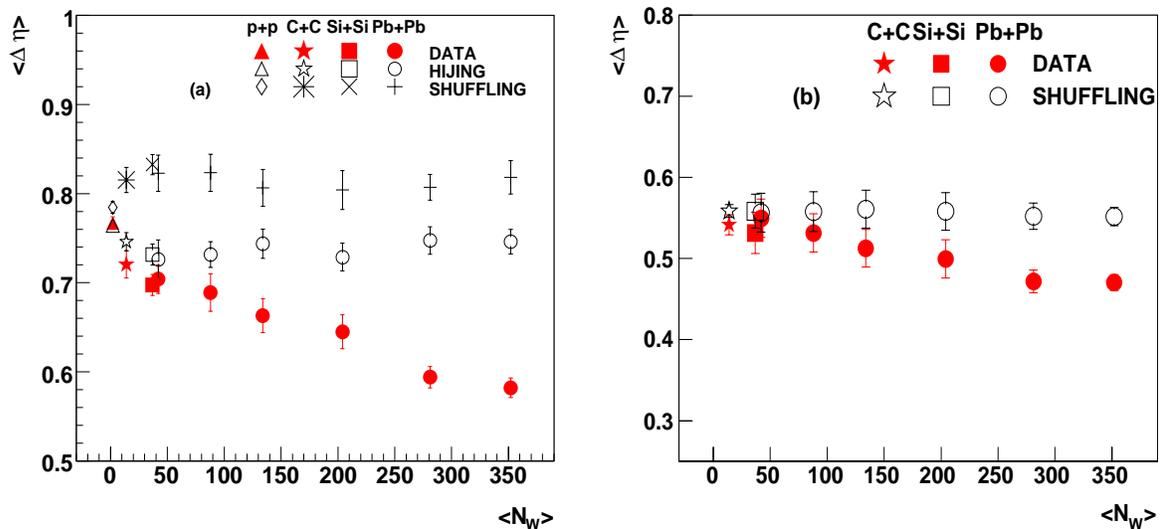 <Δ η>
1
0.9
0.8
0.7
0.6
0.5
p+p C+C Si+Si Pb+Pb
DATA
HIJING
(a) SHUFFLING
0 50 100 150 200 250 300 350
<N_W>
<Δ η>
0.8
0.7
0.6
0.5
0.4
0.3
C+C Si+Si Pb+Pb
DATA
(b) SHUFFLING
0 50 100 150 200 250 300 350
<N_W>